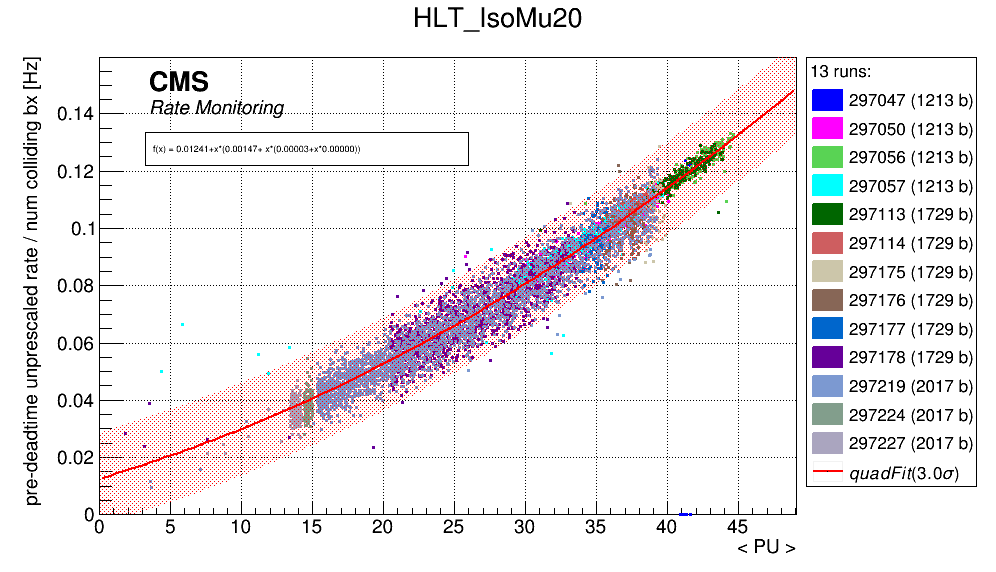 HLT_IsoMu20
pre-deadtime unprescaled rate / num colliding bx [Hz]
CMS
Rate Monitoring
f(x) = 0.01241+x*(0.00147+ x*(0.00003+x*0.00000))
0.14
0.12
0.1
0.08
0.06
0.04
0.02
0
0 5 10 15 20 25 30 35 40 45
< PU >
13 runs:
297047 (1213 b)
297050 (1213 b)
297056 (1213 b)
297057 (1213 b)
297113 (1729 b)
297114 (1729 b)
297175 (1729 b)
297176 (1729 b)
297177 (1729 b)
297178 (1729 b)
297219 (2017 b)
297224 (2017 b)
297227 (2017 b)
quadFit(3.0σ)